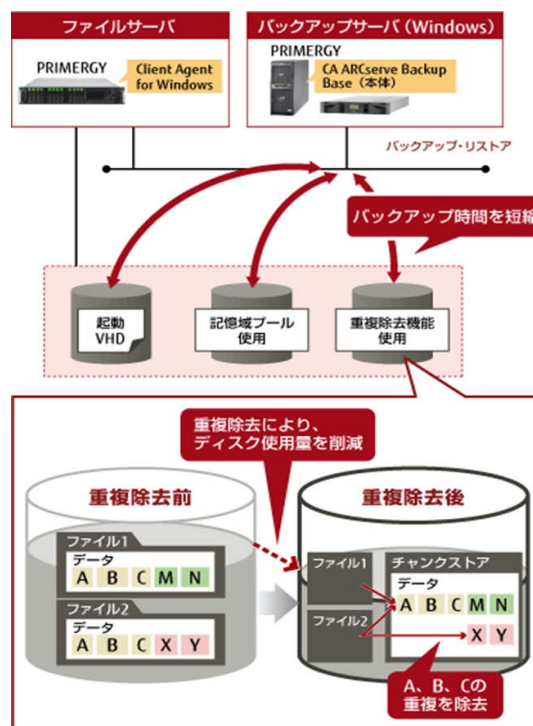 ファイルサーバ
バックアップサーバ（Windows）
PRIMERGY
Client Agent
for Windows
PRIMERGY
CA ARCserve Backup
Base（本体）
バックアップ・リストア
バックアップ時間を短縮
起動
VHD
記憶域プール
使用
重複除去機能
使用
重複除去により、
ディスク使用量を削減
重複除去前
ファイル1
データ
A B C M N
ファイル2
データ
A B C X Y
重複除去後
ファイル1
ファイル2
チャンクストア
データ
A B C M N
X Y
A、B、Cの
重複を除去